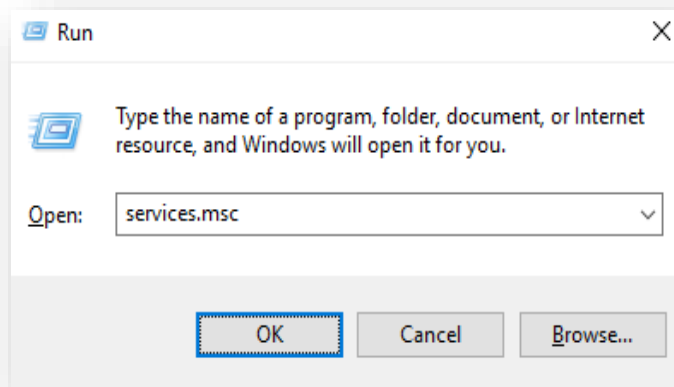 Run
Type the name of a program, folder, document, or Internet
resource, and Windows will open it for you.
Open: services.msc
OK Cancel Browse...